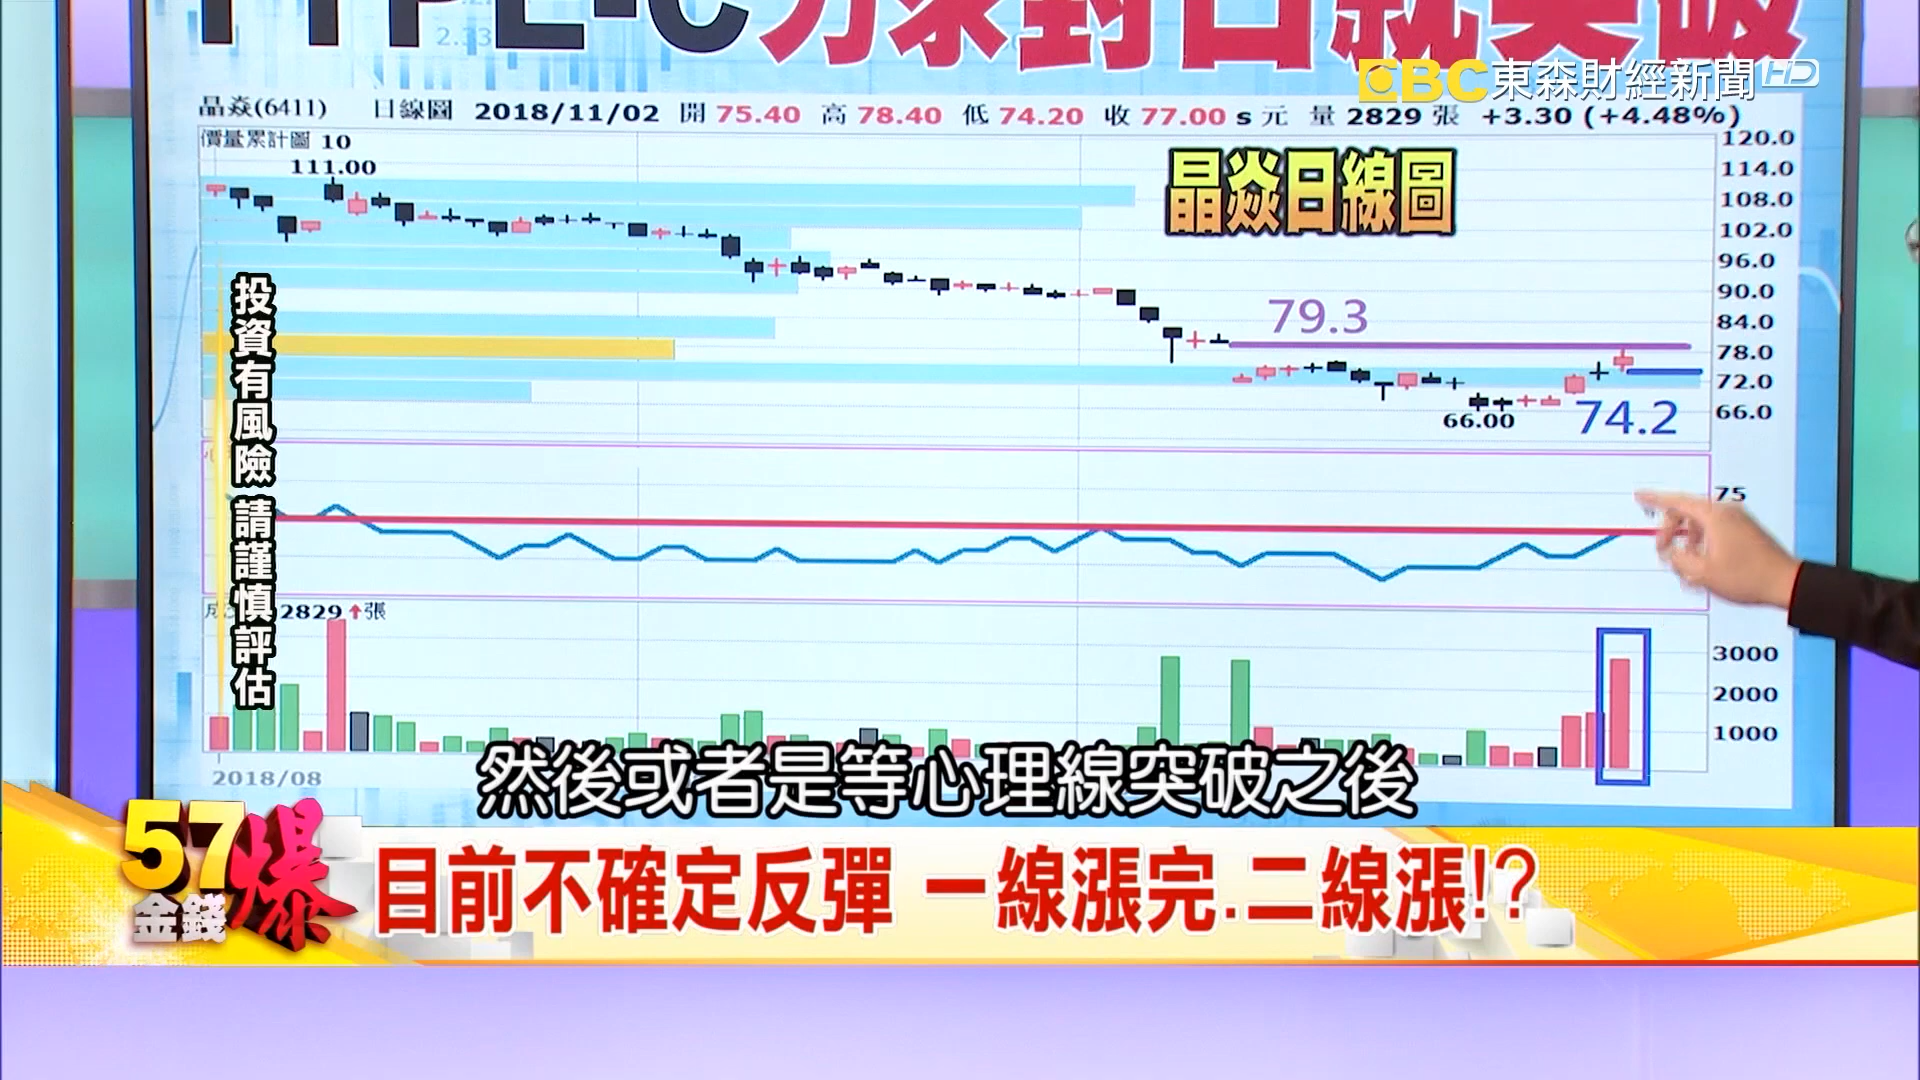 TYPE-C 就突破
EBC 東森財經新聞 HD
晶焱(6411) 日線圖 2018/11/02 開 75.40 高 78.40 低 74.20 收 77.00 s 元 量 2829 張 +3.30 (+4.48%)
價量累計圖 10
111.00
晶焱日線圖
120.0
114.0
108.0
102.0
96.0
90.0
84.0
78.0
72.0
66.0
79.3
74.2
66.00
投資有風險 請謹慎評估
75
2829↑張
3000
2000
1000
2018/08
然後或者是等心理線突破之後
57金錢爆
目前不確定反彈 一線漲完.二線漲!?